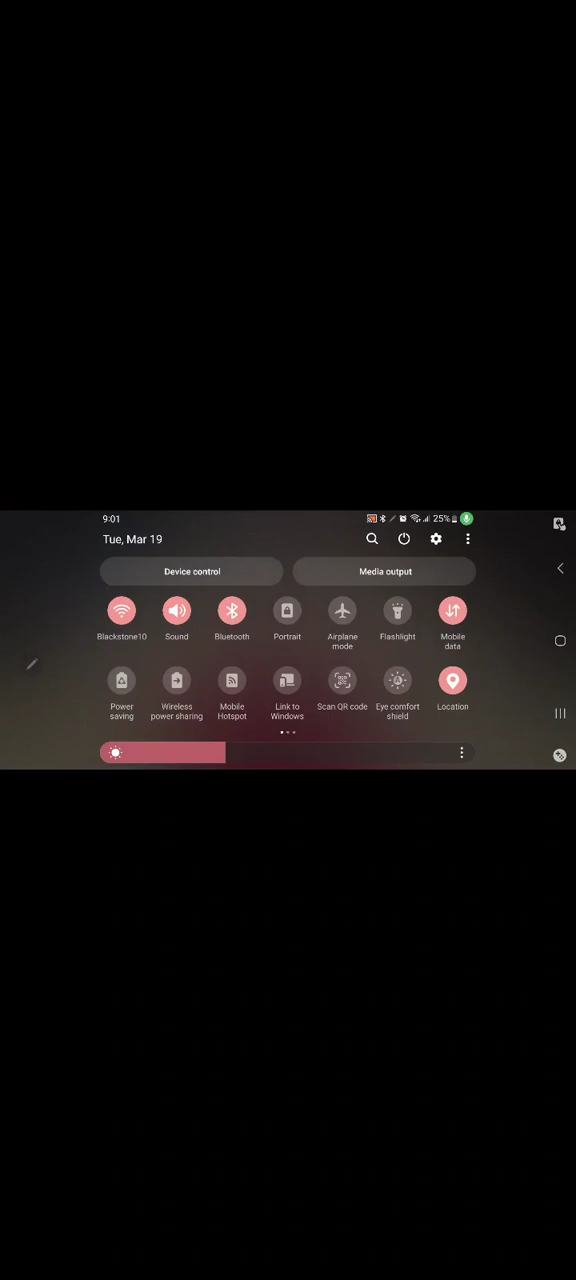 9:01
25%
Tue, Mar 19
Device control
Media output
Blackstone10
Sound
Bluetooth
Portrait
Airplane
mode
Flashlight
Mobile
data
Power
saving
Wireless
power sharing
Mobile
Hotspot
Link to
Windows
Scan QR code
Eye comfort
shield
Location